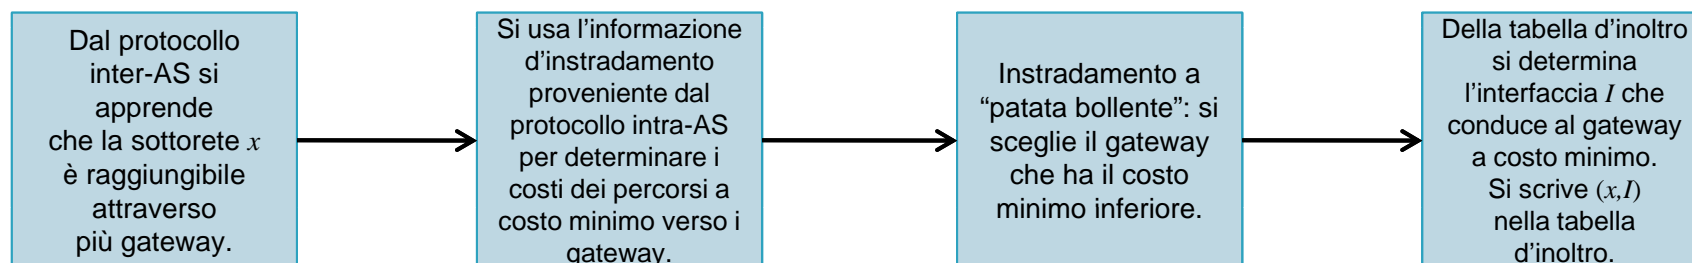 Dal protocollo
inter-AS si
apprende
che la sottorete x
è raggiungibile
attraverso
più gateway.
Si usa l’informazione
d’instradamento
proveniente dal
protocollo intra-AS
per determinare i
costi dei percorsi a
costo minimo verso i
gateway.
Instradamento a
“patata bollente”: si
sceglie il gateway
che ha il costo
minimo inferiore.
Della tabella d’inoltro
si determina
l’interfaccia I che
conduce al gateway
a costo minimo.
Si scrive (x,I)
nella tabella
d’inoltro.